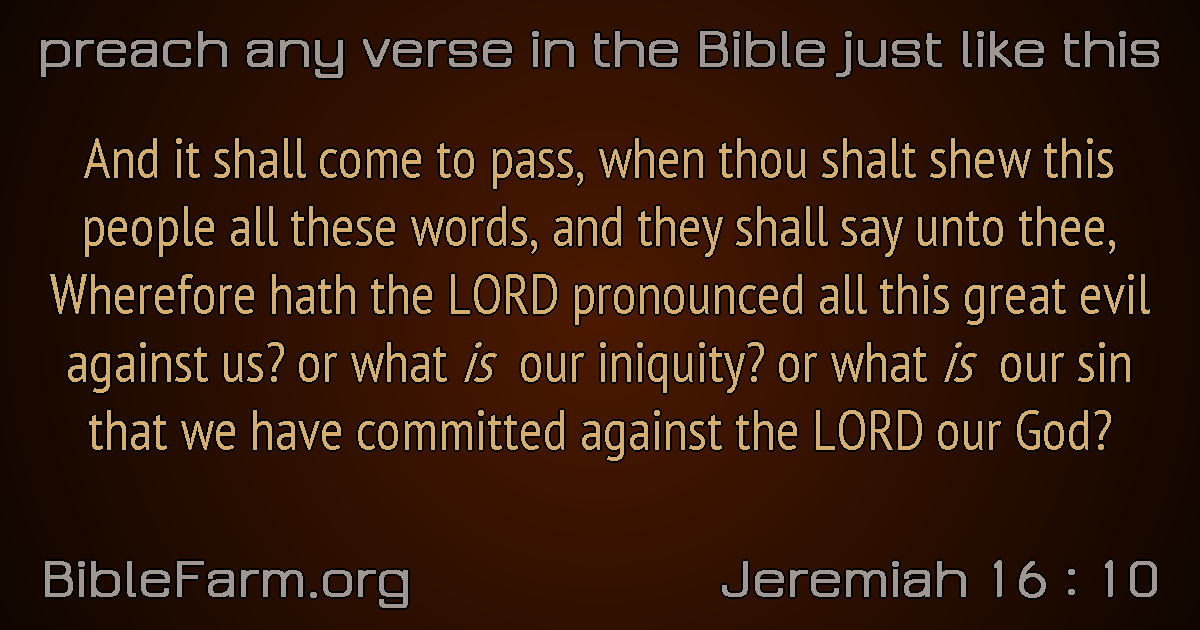 preach any verse in the Bible just like this
And it shall come to pass, when thou shalt shew this
people all these words, and they shall say unto thee,
Wherefore hath the LORD pronounced all this great evil
against us? or what is our iniquity? or what is our sin
that we have committed against the LORD our God?
BibleFarm.org
Jeremiah 16 : 10